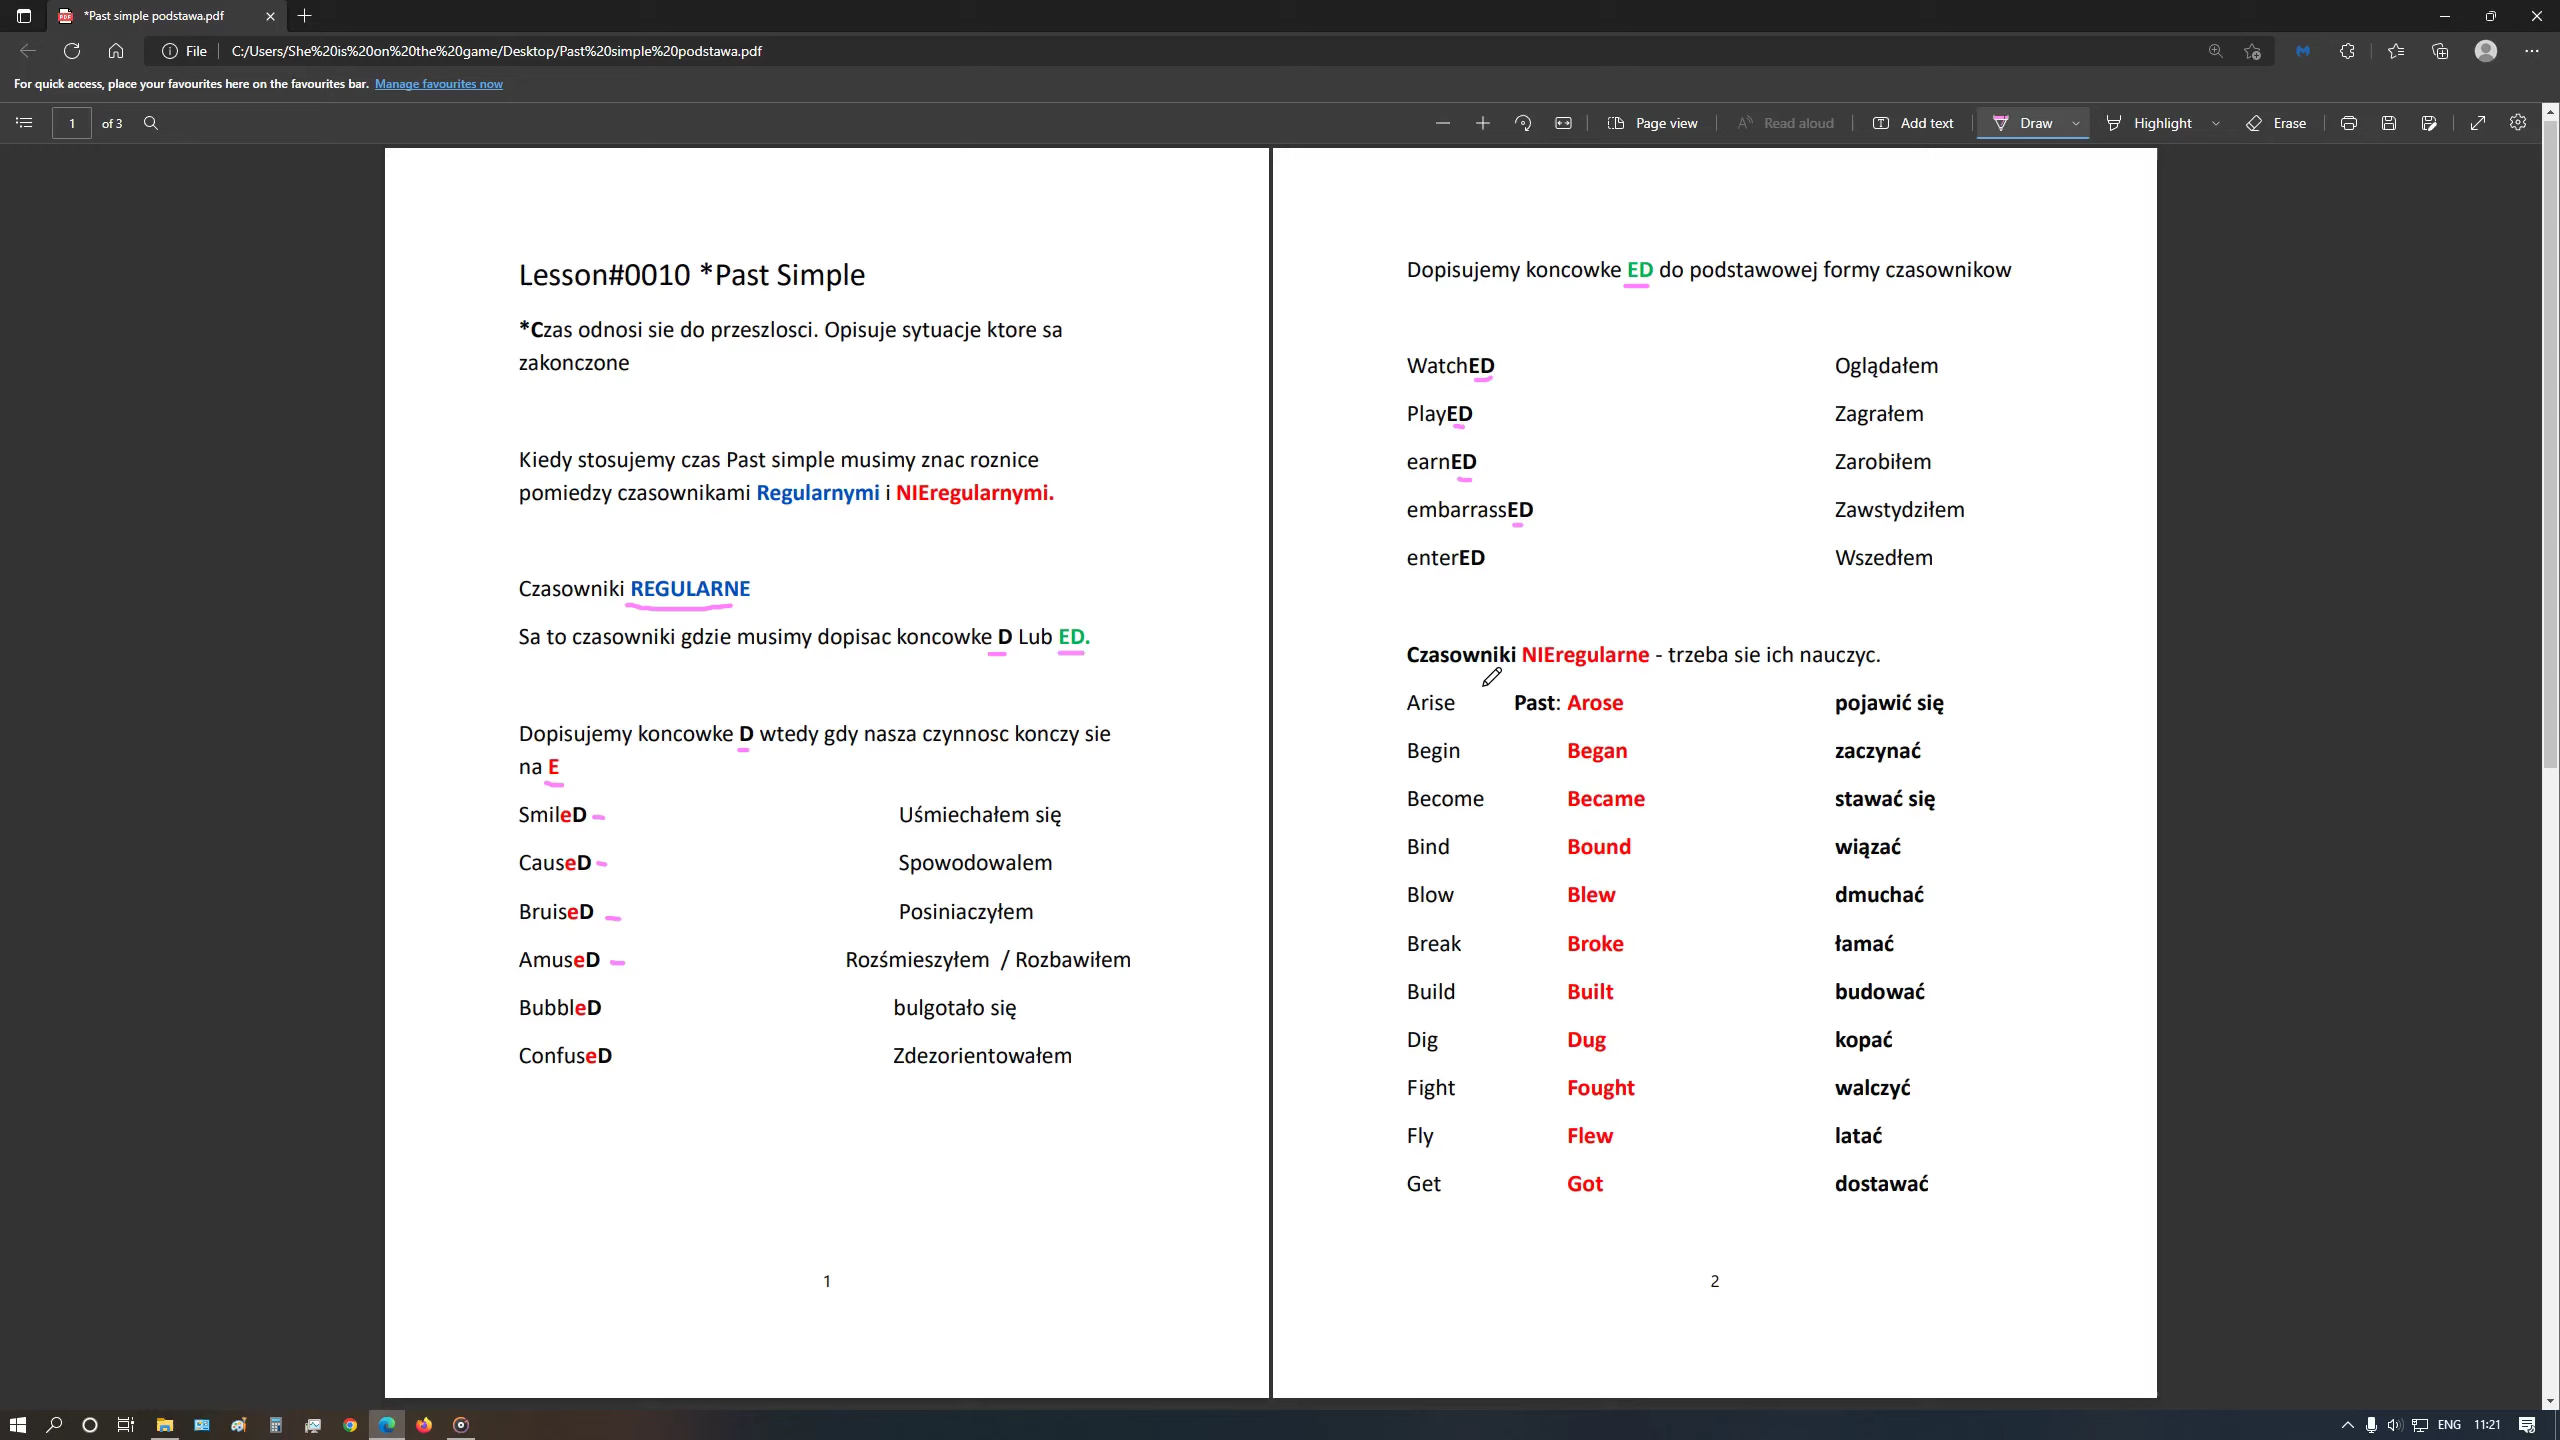 *Past simple podstawa.pdf
File
C:/Users/She%20is%20on%20the%20game/Desktop/Past%20simple%20podstawa.pdf
For quick access, place your favourites here on the favourites bar. Manage favourites now
1 of 3
Page view
Read aloud
Add text
Draw
Highlight
Erase
Lesson#0010 *Past Simple
*Czas odnosi sie do przeszlosci. Opisuje sytuacje ktore sa
zakonczone
Kiedy stosujemy czas Past simple musimy znac roznice
pomiedzy czasownikami Regularnymi i NIEregularnymi.
Czasowniki REGULARNE
Sa to czasowniki gdzie musimy dopisac koncowke D Lub ED.
Dopisujemy koncowke D wtedy gdy nasza czynnosc konczy sie
na E
SmileD Uśmiechałem się
CauseD Spowodowalem
BruiseD Posiniaczyłem
AmuseD Rozśmieszyłem / Rozbawiłem
BubbleD bulgotało się
ConfuseD Zdezorientowałem
1
Dopisujemy koncowke ED do podstawowej formy czasownikow
WatchED Oglądałem
PlayED Zagrałem
earnED Zarobiłem
embarrassED Zawstydziłem
enterED Wszedłem
Czasowniki NIEregularne - trzeba sie ich nauczyc.
Arise Past: Arose pojawić się
Begin Began zaczynać
Become Became stawać się
Bind Bound wiązać
Blow Blew dmuchać
Break Broke łamać
Build Built budować
Dig Dug kopać
Fight Fought walczyć
Fly Flew latać
Get Got dostawać
2
ENG 11:21